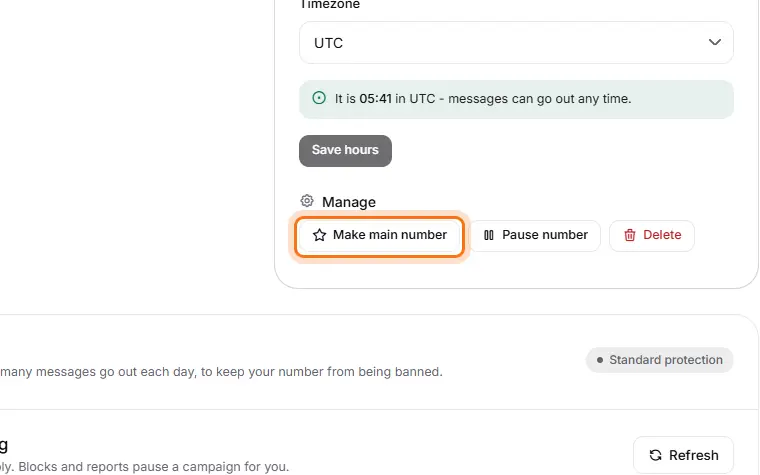 Timezone
UTC
It is 05:41 in UTC - messages can go out any time.
Save hours
Manage
Make main number
Pause number
Delete
Standard protection
many messages go out each day, to keep your number from being banned.
Refresh
Blocks and reports pause a campaign for you.